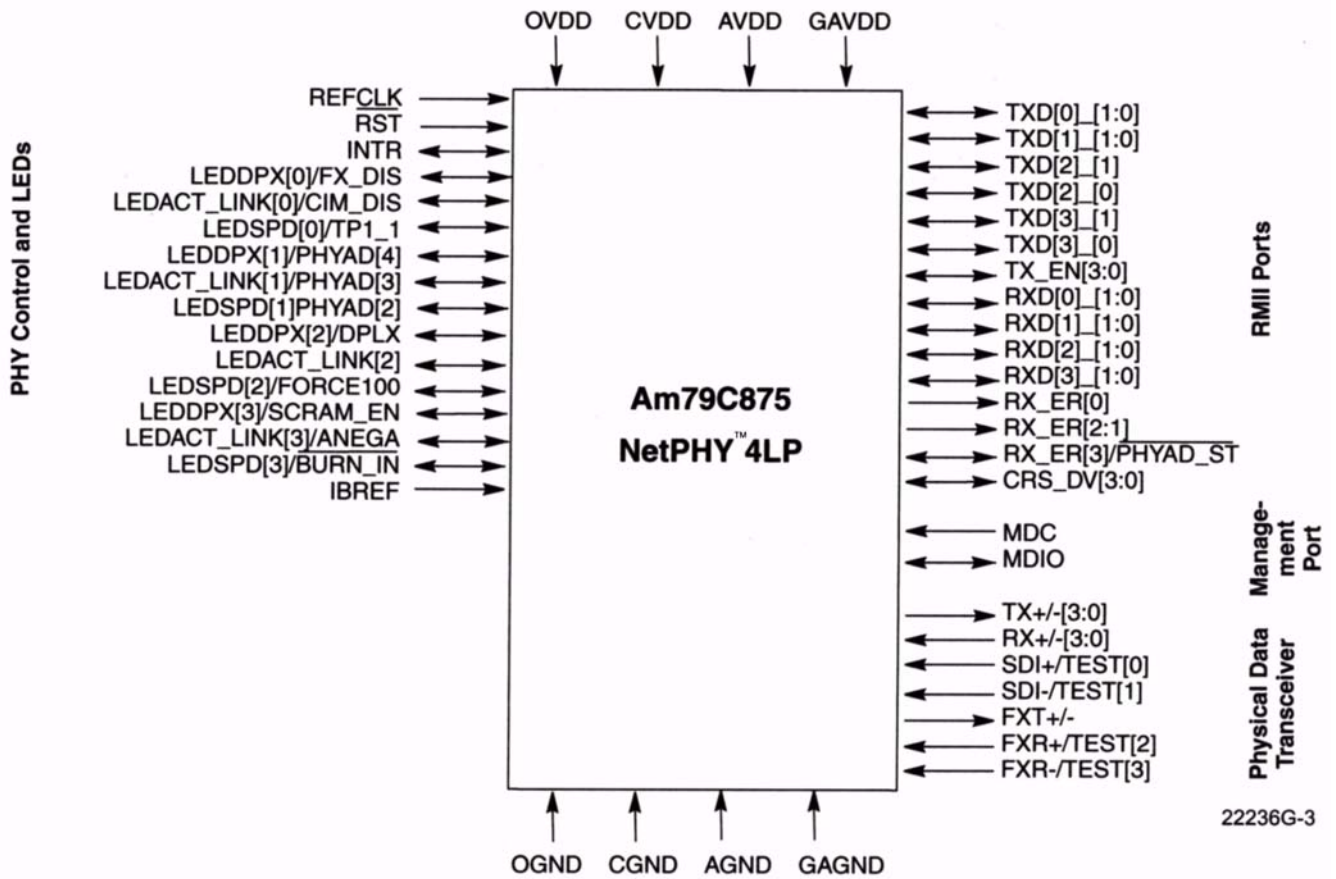 OVDD CVDD AVDD GAVDD
PHY Control and LEDs
REFCLK
RST
INTR
LEDDPX[0]/FX_DIS
LEDACT_LINK[0]/CIM_DIS
LEDSPD[0]/TP1_1
LEDDPX[1]/PHYAD[4]
LEDACT_LINK[1]/PHYAD[3]
LEDSPD[1]PHYAD[2]
LEDDPX[2]/DPLX
LEDACT_LINK[2]
LEDSPD[2]/FORCE100
LEDDPX[3]/SCRAM_EN
LEDACT_LINK[3]/ANEGA
LEDSPD[3]/BURN_IN
IBREF
Am79C875
NetPHY™4LP
TXD[0]_[1:0]
TXD[1]_[1:0]
TXD[2]_[1]
TXD[2]_[0]
TXD[3]_[1]
TXD[3]_[0]
TX_EN[3:0]
RXD[0]_[1:0]
RXD[1]_[1:0]
RXD[2]_[1:0]
RXD[3]_[1:0]
RX_ER[0]
RX_ER[2:1]
RX_ER[3]/PHYAD_ST
CRS_DV[3:0]
RMII Ports
MDC
MDIO
Manage-
ment
Port
TX+/-[3:0]
RX+/-[3:0]
SDI+/TEST[0]
SDI-/TEST[1]
FXT+/-
FXR+/TEST[2]
FXR-/TEST[3]
Physical Data
Transceiver
22236G-3
OGND CGND AGND GAGND